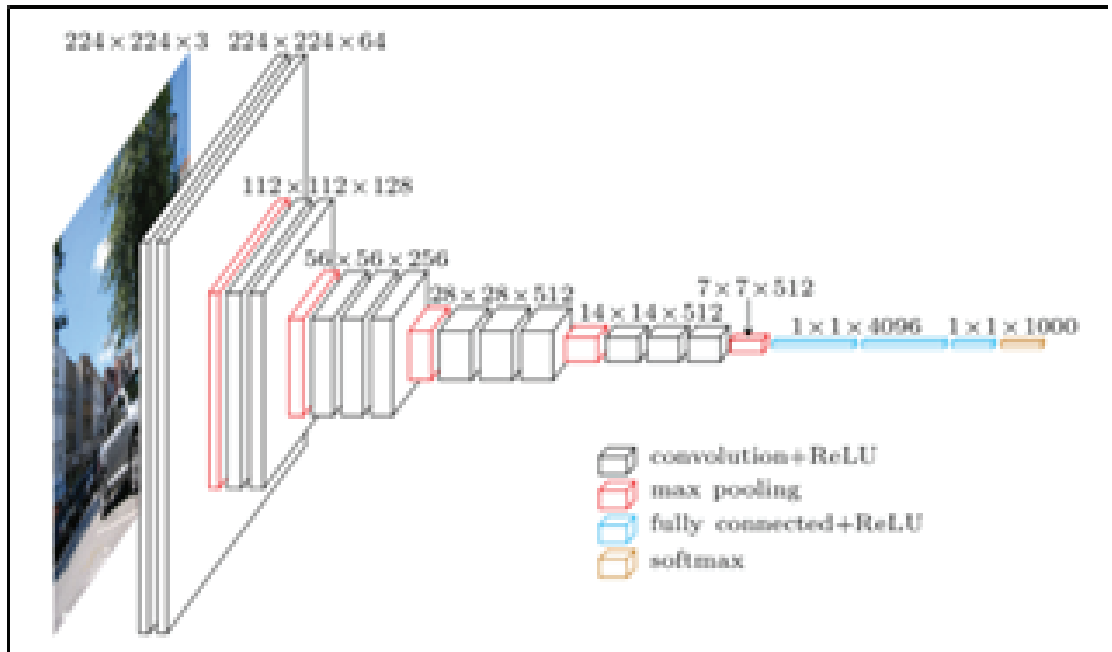 224 × 224 × 3   224 × 224 × 64
112 × 112 × 128
56 × 56 × 256
28 × 28 × 512
14 × 14 × 512
7 × 7 × 512
1 × 1 × 4096   1 × 1 × 1000
convolution+ReLU
max pooling
fully connected+ReLU
softmax